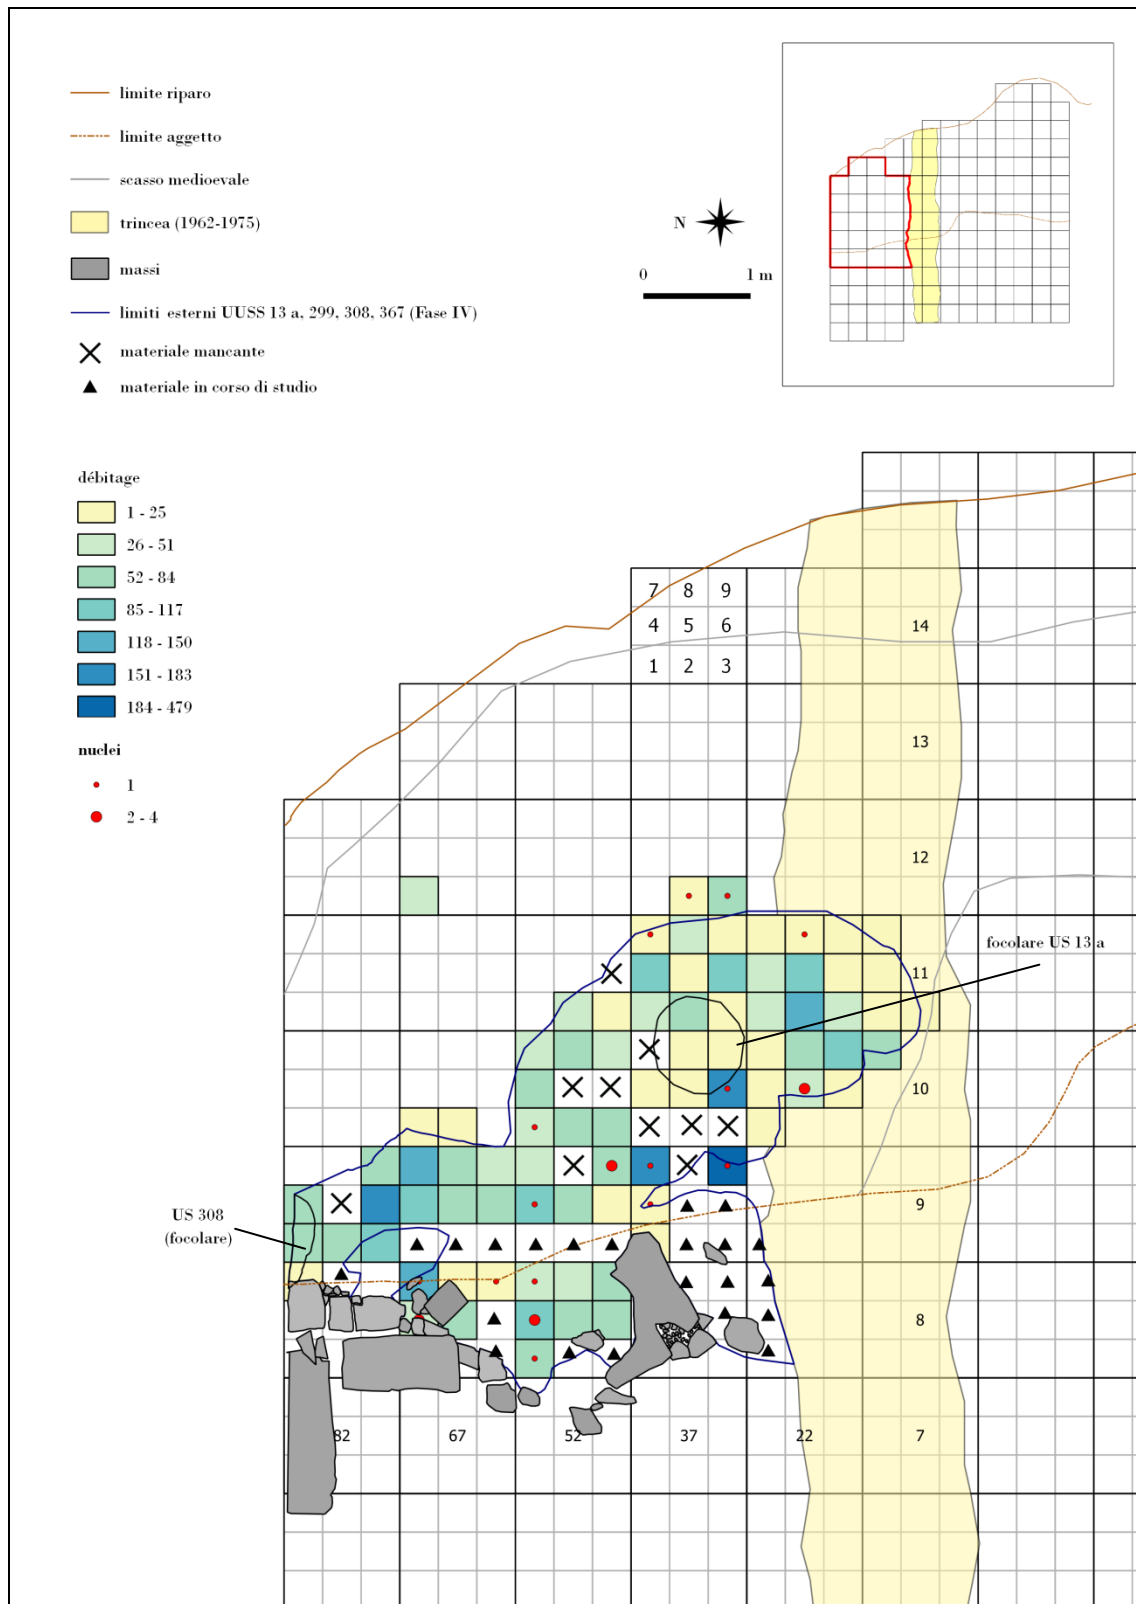 limite riparo
limite aggetto
scasso medioevale
trincea (1962-1975)
massi
limiti esterni UUSS 13 a, 299, 308, 367 (Fase IV)
materiale mancante
materiale in corso di studio
N
0 1 m
débitage
1 - 25
26 - 51
52 - 84
85 - 117
118 - 150
151 - 183
184 - 479
nuclei
1
2 - 4
7 8 9
4 5 6
1 2 3
14
13
12
11
10
9
8
focolare US 13 a
US 308
(focolare)
82 67 52 37 22 7